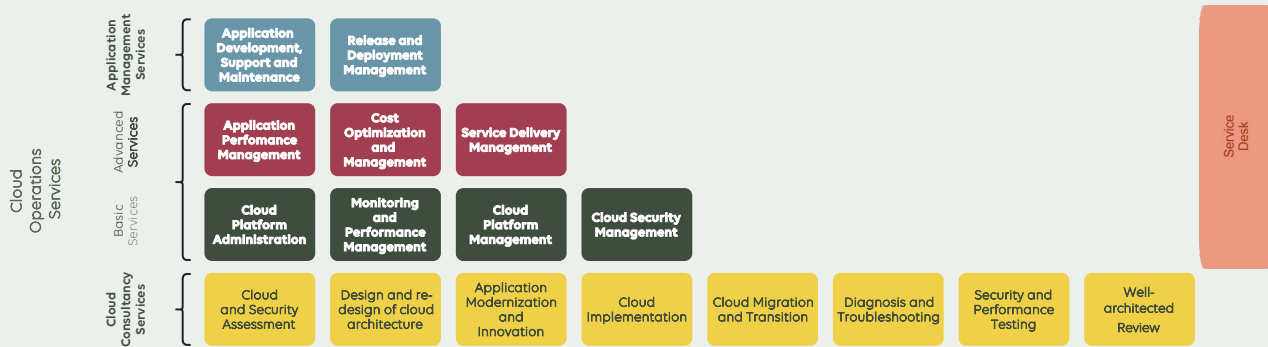 Cloud
Operations
Services
Application
Management
Services
Application
Development,
Support and
Maintenance
Release and
Deployment
Management
Advanced
Services
Application
Perfomance
Management
Cost
Optimization
and
Management
Service Delivery
Management
Basic
Services
Cloud
Platform
Administration
Monitoring
and
Performance
Management
Cloud
Platform
Management
Cloud Security
Management
Cloud
Consultancy
Services
Cloud
and Security
Assessment
Design and re-
design of cloud
architecture
Application
Modernization
and
Innovation
Cloud
Implementation
Cloud Migration
and Transition
Diagnosis and
Troubleshooting
Security and
Performance
Testing
Well-
architected
Review
Service
Desk